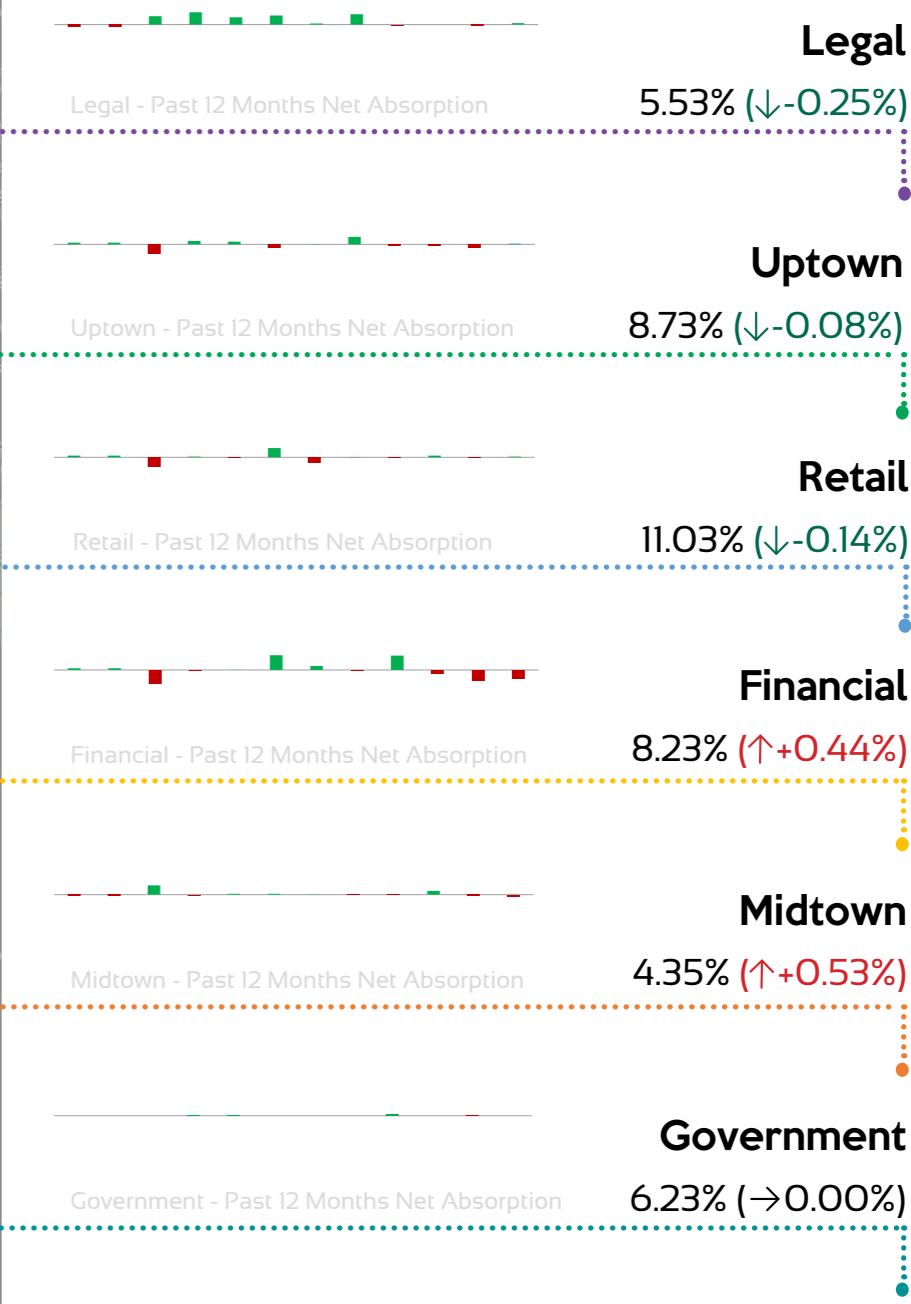 Legal
Legal - Past 12 Months Net Absorption
5.53% (↓-0.25%)
Uptown
Uptown - Past 12 Months Net Absorption
8.73% (↓-0.08%)
Retail
Retail - Past 12 Months Net Absorption
11.03% (↓-0.14%)
Financial
Financial - Past 12 Months Net Absorption
8.23% (↑+0.44%)
Midtown
Midtown - Past 12 Months Net Absorption
4.35% (↑+0.53%)
Government
Government - Past 12 Months Net Absorption
6.23% (→0.00%)